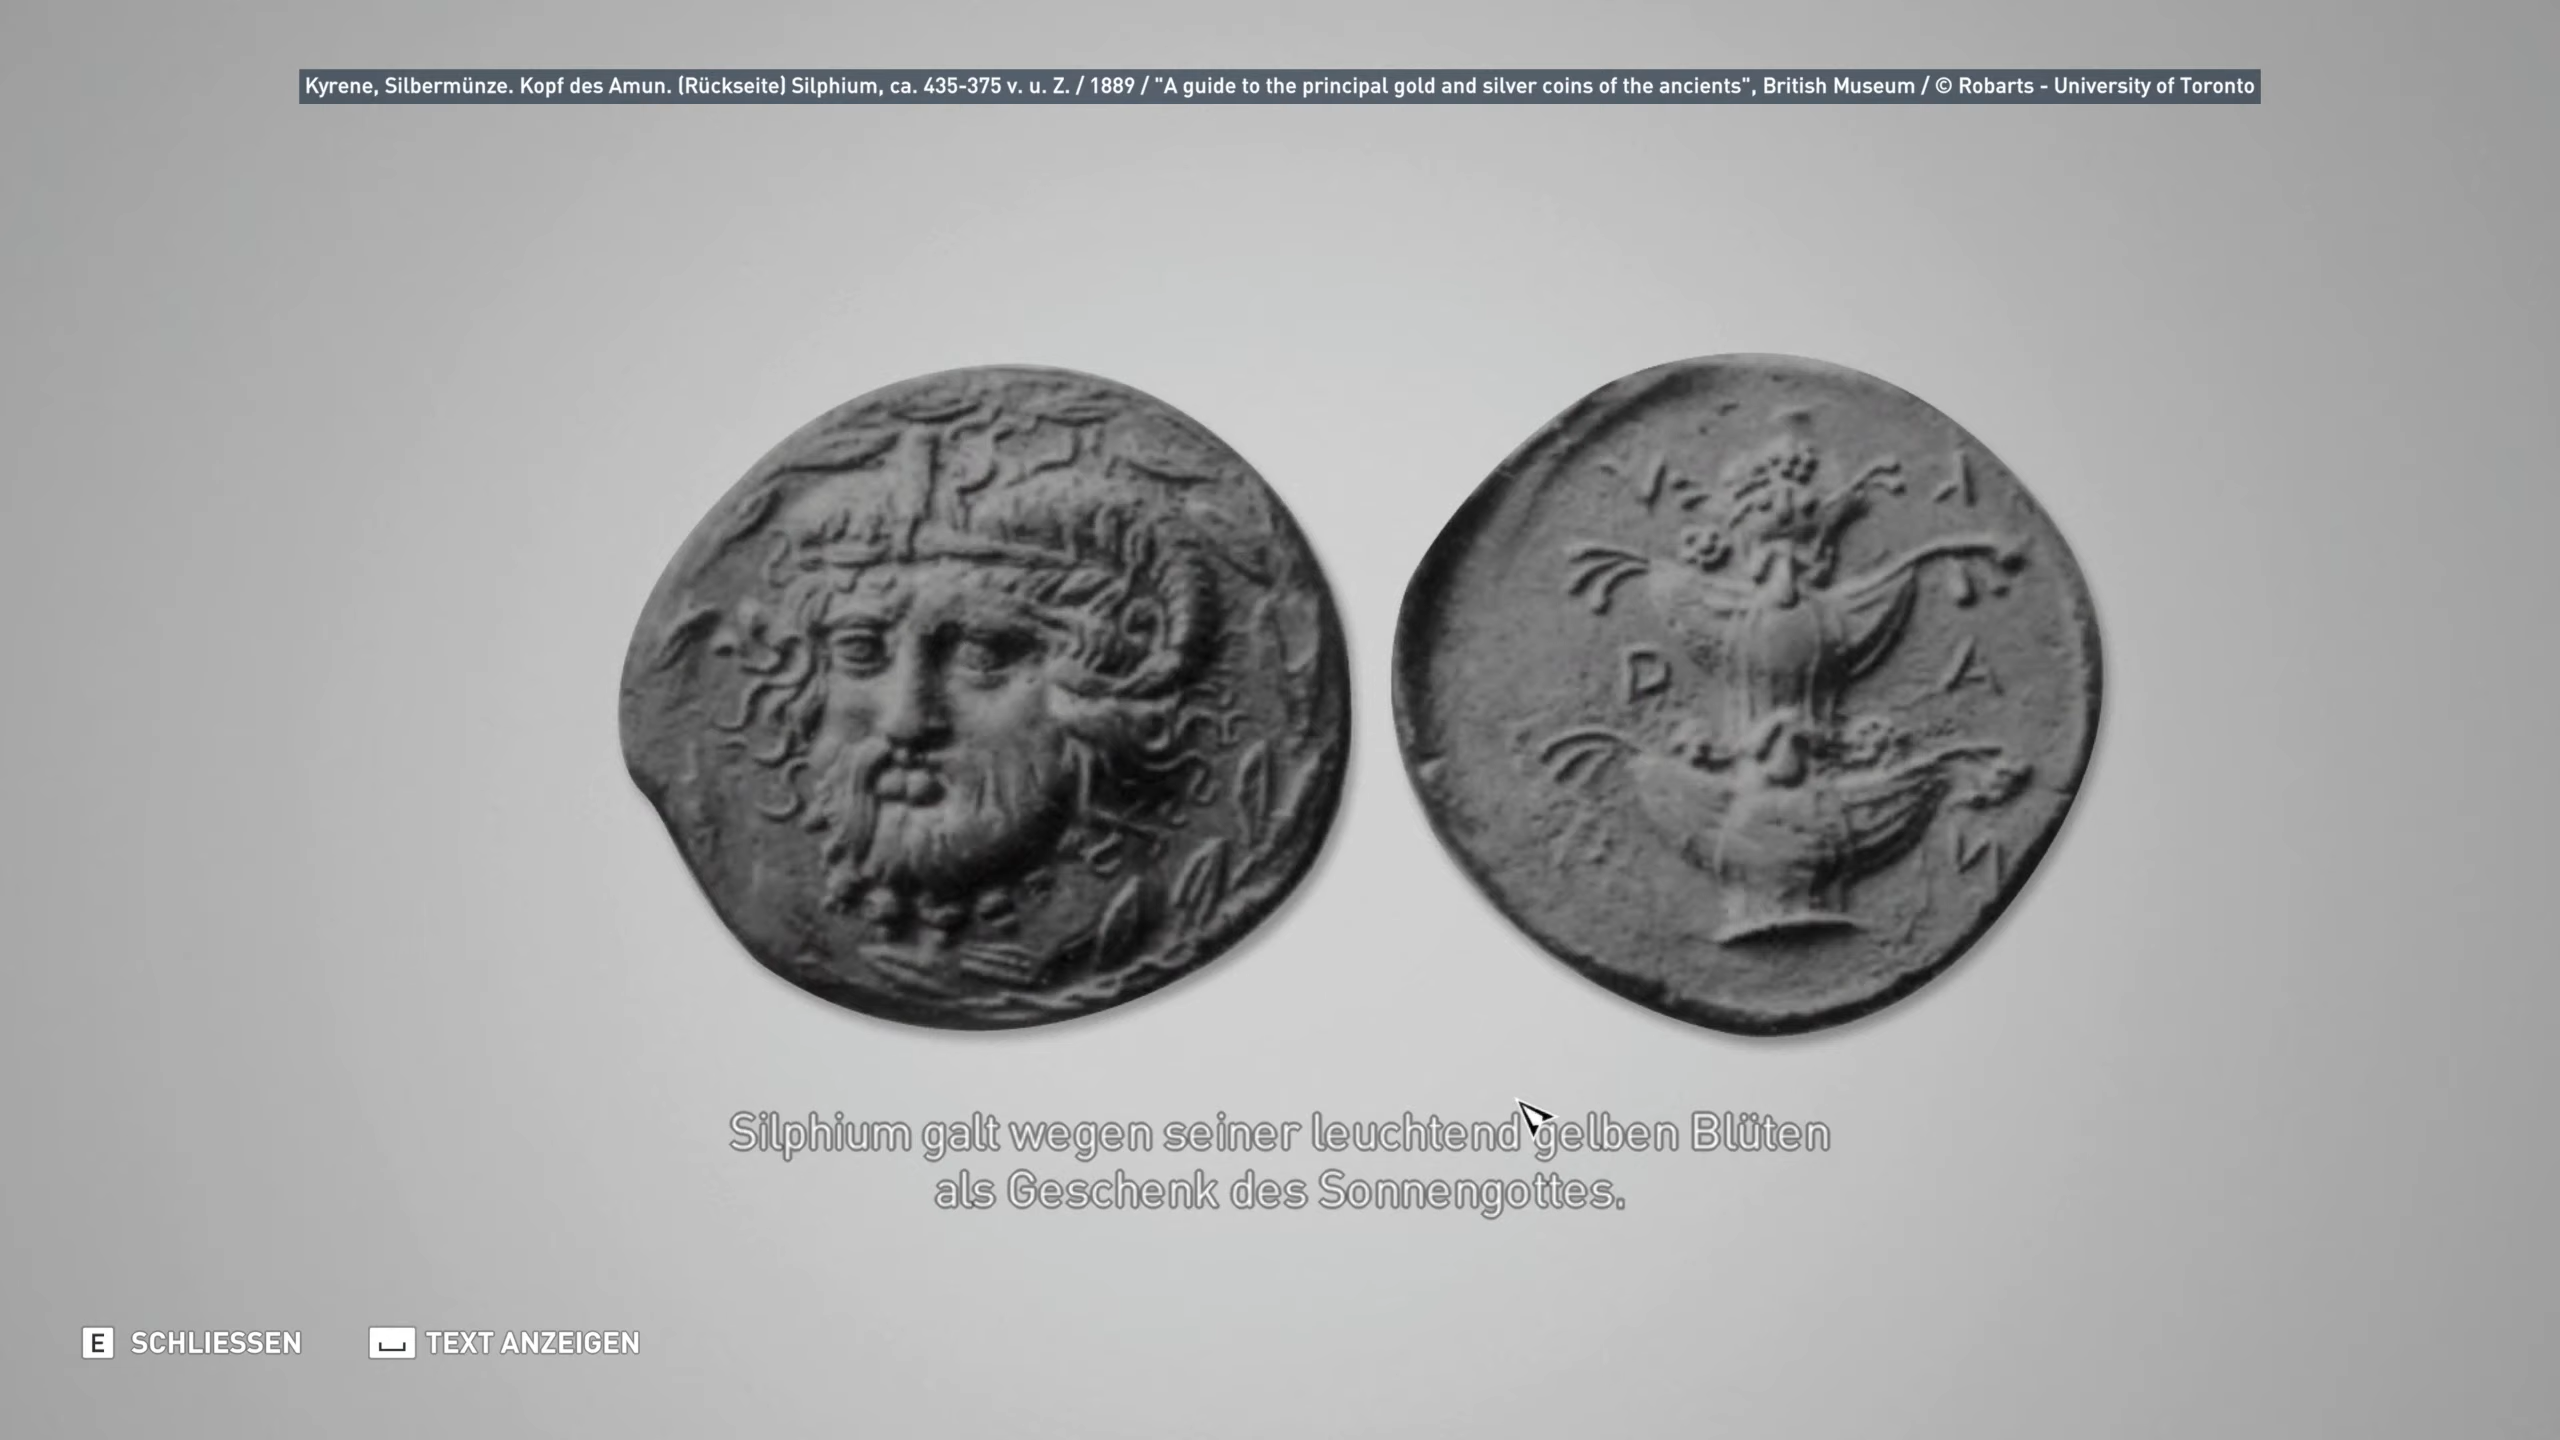 Kyrene, Silbermünze. Kopf des Amun. (Rückseite) Silphium, ca. 435-375 v. u. Z. / 1889 / "A guide to the principal gold and silver coins of the ancients", British Museum / © Robarts - University of Toronto
Silphium galt wegen seiner leuchtend gelben Blüten
als Geschenk des Sonnengottes.
E SCHLIESSEN
TEXT ANZEIGEN